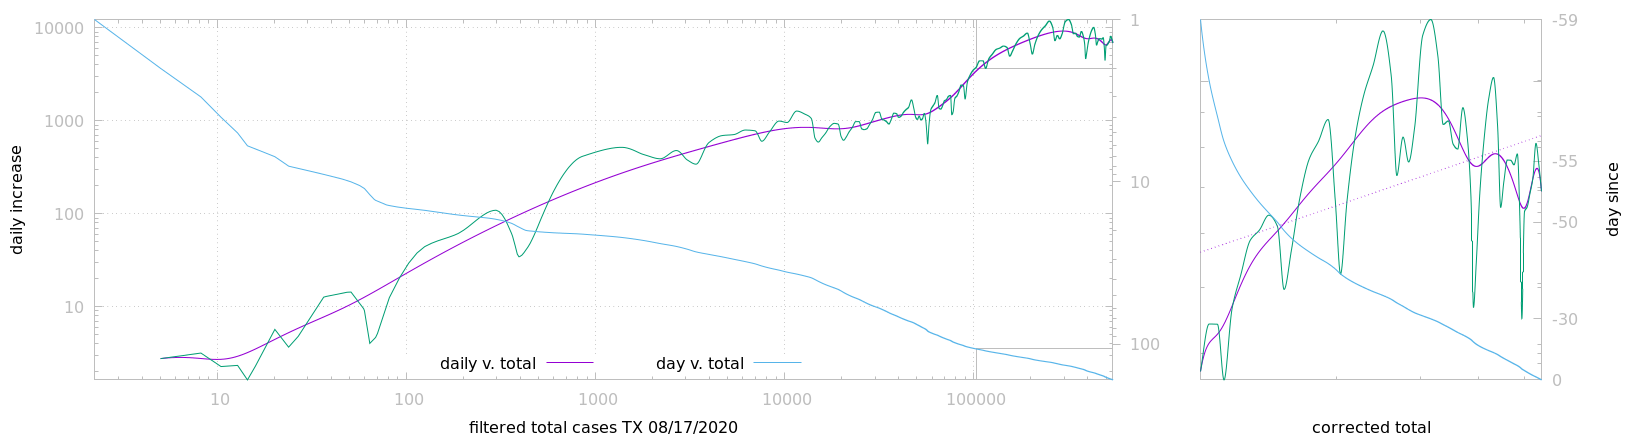 10000
1000
100
10
daily increase
10
100
1000
10000
100000
filtered total cases TX 08/17/2020
daily v. total
day v. total
1
10
100
-59
-55
-50
-30
0
day since
corrected total